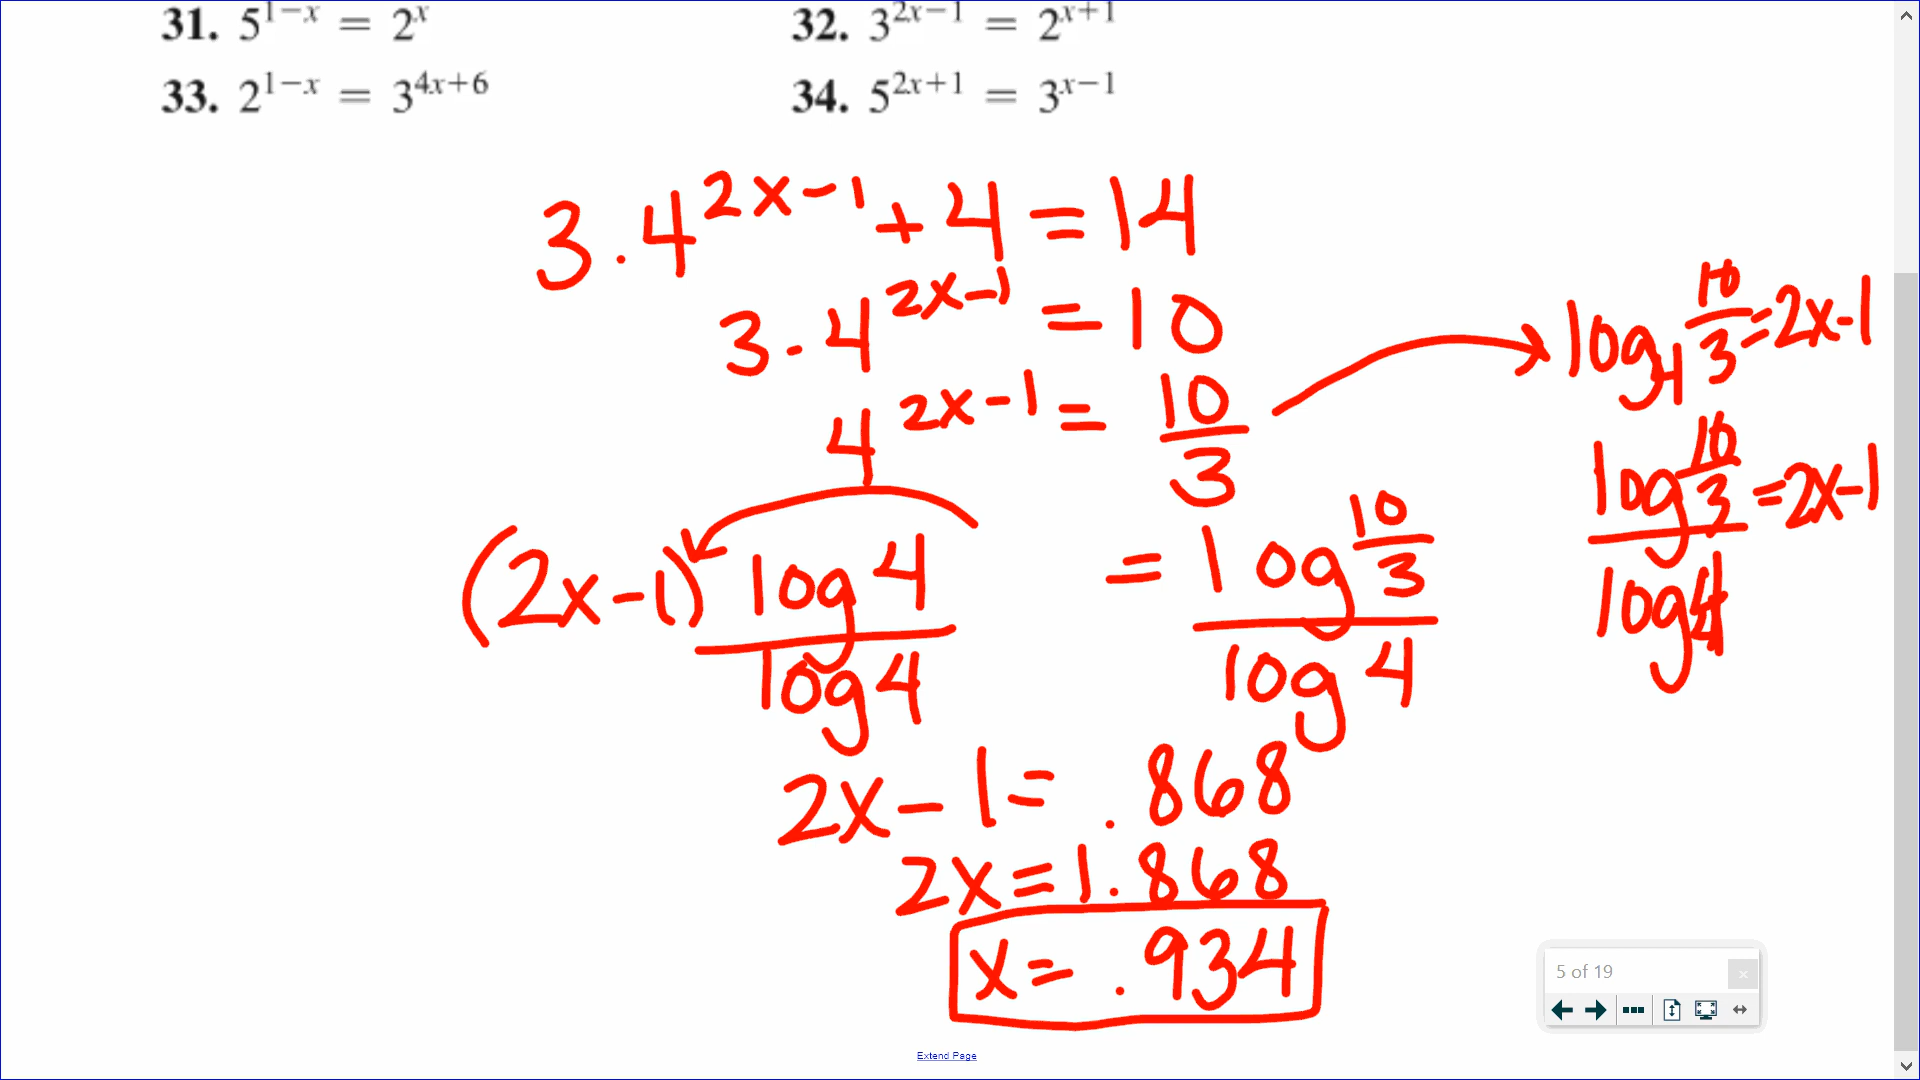 31. 5^{1−x} = 2^x
32. 3^{2x−1} = 2^{x+1}
33. 2^{1−x} = 3^{4x+6}
34. 5^{2x+1} = 3^{x−1}
3 · 4^{2x−1} + 4 = 14
3 · 4^{2x−1} = 10
4^{2x−1} = 10/3
(2x−1) log 4 / log 4 = log 10/3 / log 4
2x − 1 = .868
2x = 1.868
x = .934
log_4 10/3 = 2x−1
log 10/3 / log 4 = 2x−1
5 of 19
Extend Page